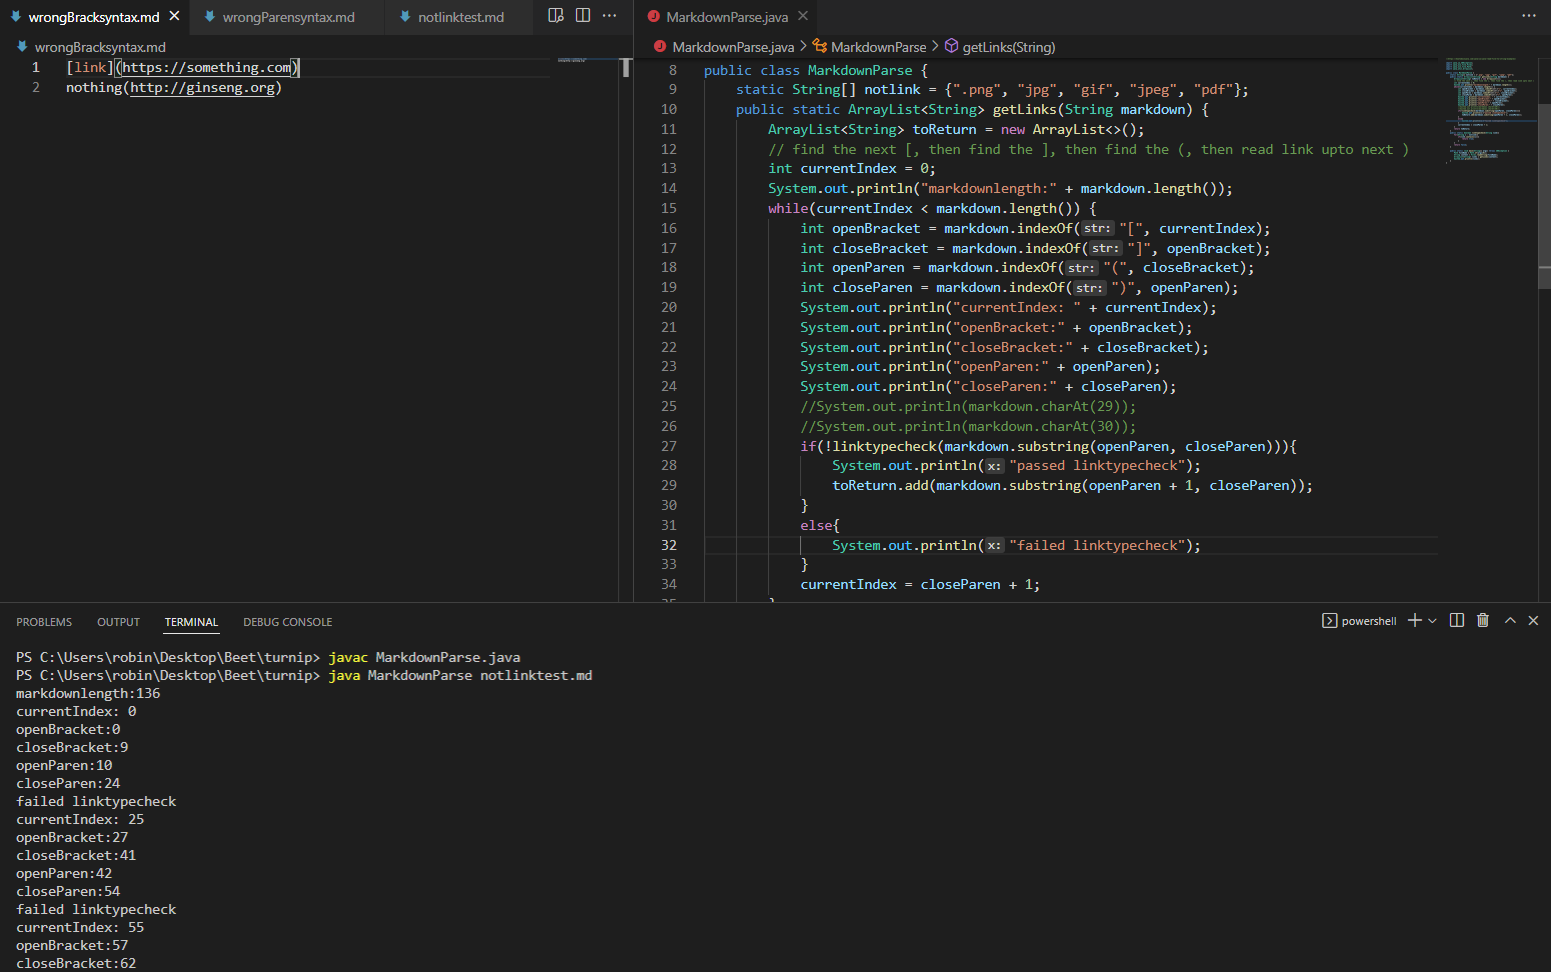 wrongBracksyntax.md
wrongParensyntax.md
notlinktest.md
MarkdownParse.java
wrongBracksyntax.md
MarkdownParse.java > MarkdownParse > getLinks(String)
1 [link](https://something.com)
2 nothing(http://ginseng.org)
8 public class MarkdownParse {
9 static String[] notlink = {".png", "jpg", "gif", "jpeg", "pdf"};
10 public static ArrayList<String> getLinks(String markdown) {
11 ArrayList<String> toReturn = new ArrayList<>();
12 // find the next [, then find the ], then find the (, then read link upto next )
13 int currentIndex = 0;
14 System.out.println("markdownlength:" + markdown.length());
15 while(currentIndex < markdown.length()) {
16 int openBracket = markdown.indexOf(str: "[", currentIndex);
17 int closeBracket = markdown.indexOf(str: "]", openBracket);
18 int openParen = markdown.indexOf(str: "(", closeBracket);
19 int closeParen = markdown.indexOf(str: ")", openParen);
20 System.out.println("currentIndex: " + currentIndex);
21 System.out.println("openBracket:" + openBracket);
22 System.out.println("closeBracket:" + closeBracket);
23 System.out.println("openParen:" + openParen);
24 System.out.println("closeParen:" + closeParen);
25 //System.out.println(markdown.charAt(29));
26 //System.out.println(markdown.charAt(30));
27 if(!linktypecheck(markdown.substring(openParen, closeParen))){
28 System.out.println(x: "passed linktypecheck");
29 toReturn.add(markdown.substring(openParen + 1, closeParen));
30 }
31 else{
32 System.out.println(x: "failed linktypecheck");
33 }
34 currentIndex = closeParen + 1;
PROBLEMS OUTPUT TERMINAL DEBUG CONSOLE
powershell
PS C:\Users\robin\Desktop\Beet\turnip> javac MarkdownParse.java
PS C:\Users\robin\Desktop\Beet\turnip> java MarkdownParse notlinktest.md
markdownlength:136
currentIndex: 0
openBracket:0
closeBracket:9
openParen:10
closeParen:24
failed linktypecheck
currentIndex: 25
openBracket:27
closeBracket:41
openParen:42
closeParen:54
failed linktypecheck
currentIndex: 55
openBracket:57
closeBracket:62